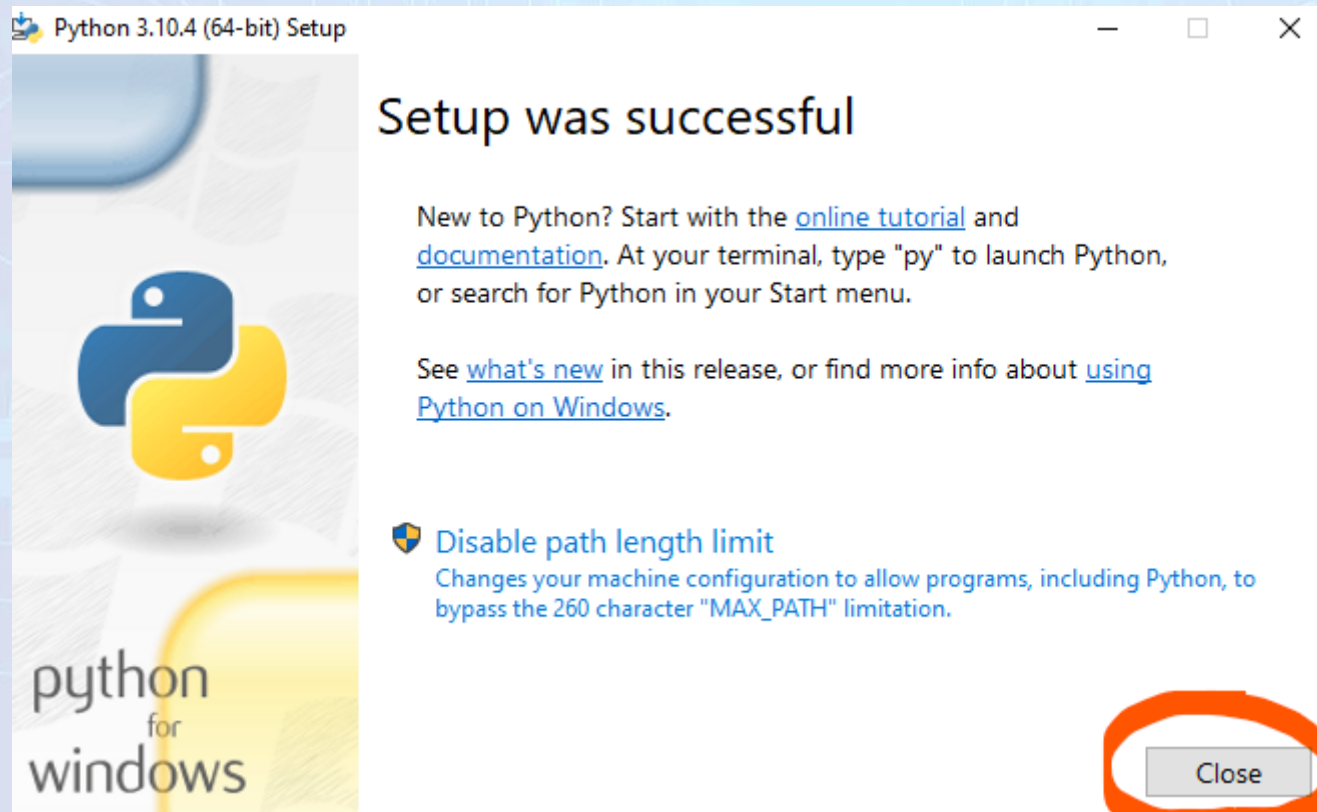 Python 3.10.4 (64-bit) Setup
Setup was successful
New to Python? Start with the online tutorial and
documentation. At your terminal, type "py" to launch Python,
or search for Python in your Start menu.
See what's new in this release, or find more info about using
Python on Windows.
Disable path length limit
Changes your machine configuration to allow programs, including Python, to
bypass the 260 character "MAX_PATH" limitation.
python
for
windows
Close